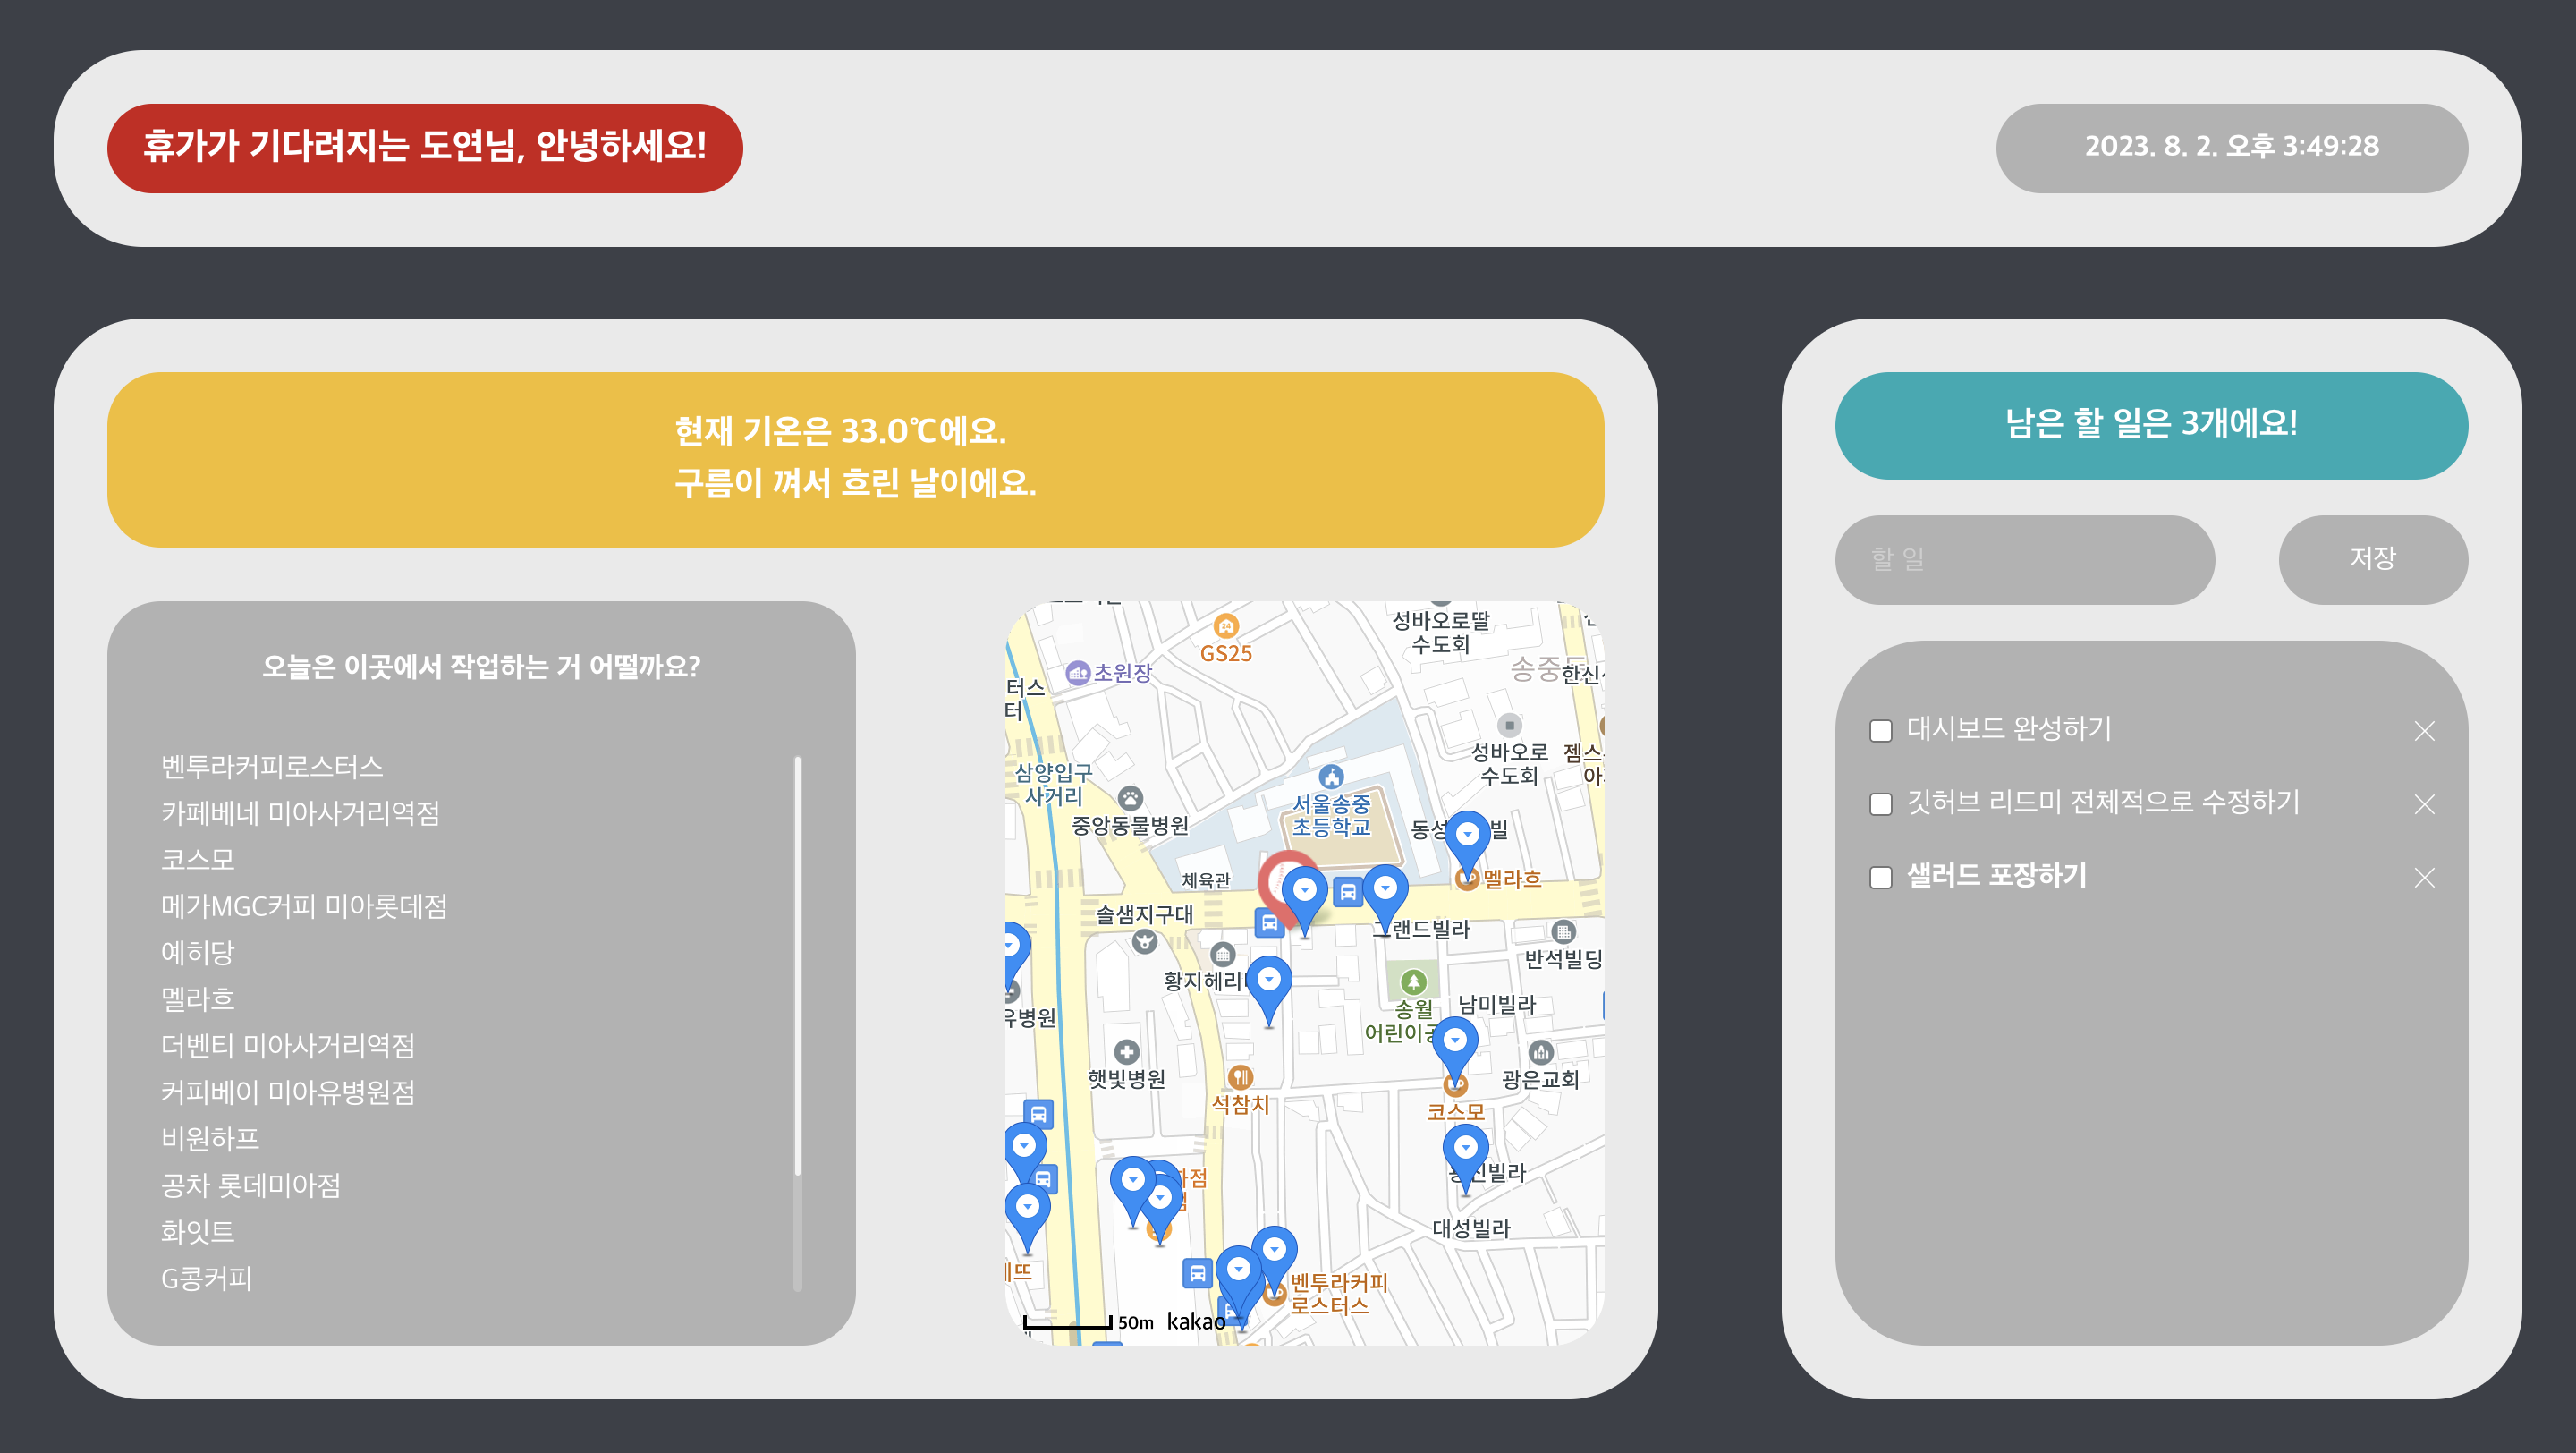 휴가가 기다려지는 도연님, 안녕하세요!
2023. 8. 2. 오후 3:49:28
현재 기온은 33.0℃에요.
구름이 껴서 흐린 날이에요.
오늘은 이곳에서 작업하는 거 어떨까요?
벤투라커피로스터스
카페베네 미아사거리역점
코스모
메가MGC커피 미아롯데점
예히당
멜라흐
더벤티 미아사거리역점
커피베이 미아유병원점
비원하프
공차 롯데미아점
화잇트
G콩커피
24
GS25
성바오로딸
수도회
초원장
송중
한신
터스
터
성바오로
수도회
젬스
아
삼양입구
사거리
중앙동물병원
서울송중
초등학교
동성
빌
멜라흐
체육관
솔샘지구대
그랜드빌라
반석빌딩
황지헤리
유병원
송월
어린이공
남미빌라
햇빛병원
광은교회
석참치
코스모
빌라
점
대성빌라
뜨
벤투라커피
로스터스
50m
kakao
남은 할 일은 3개에요!
할 일
저장
대시보드 완성하기
깃허브 리드미 전체적으로 수정하기
샐러드 포장하기